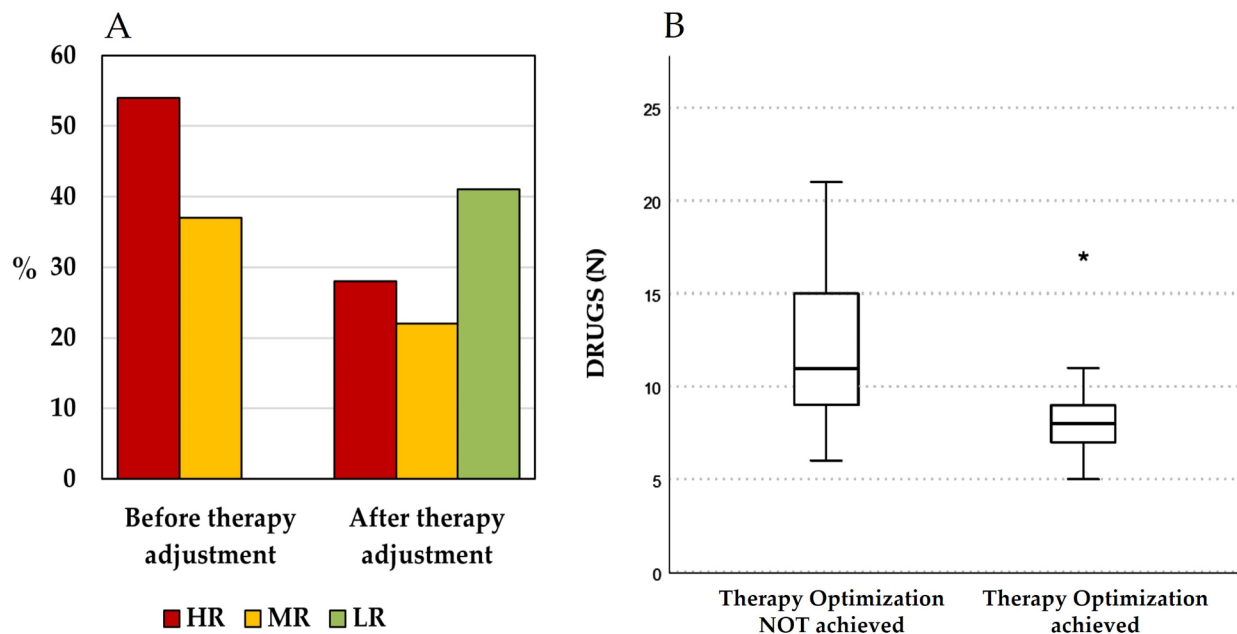 A
60
50
40
%
30
20
10
0
Before therapy
adjustment
After therapy
adjustment
HR MR LR
B
25
20
15
10
5
0
DRUGS (N)
*
Therapy Optimization
NOT achieved
Therapy Optimization
achieved